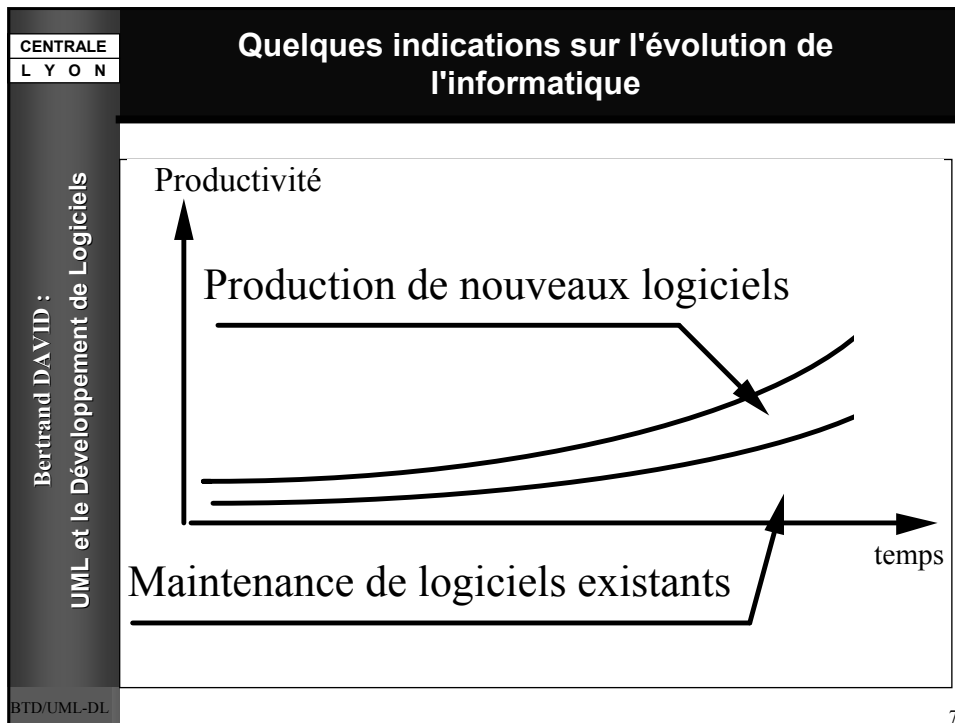 CENTRALE
L Y O N
Quelques indications sur l'évolution de
l'informatique
Bertrand DAVID :
UML et le Développement de Logiciels
Productivité
Production de nouveaux logiciels
temps
Maintenance de logiciels existants
BTD/UML-DL
7